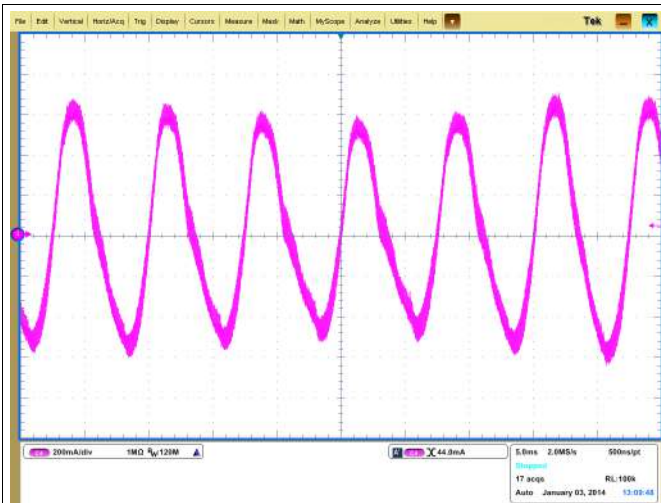 File Edit Vertical Horiz/Acq Trig Display Cursors Measure Mask Math MyScope Analyze Utilities Help Tek
200mA/div 1MΩ BW:120M
44.0mA
5.0ms 2.0MS/s 500ns/pt
Stopped
17 acqs RL:100k
Auto January 03, 2014 13:09:48